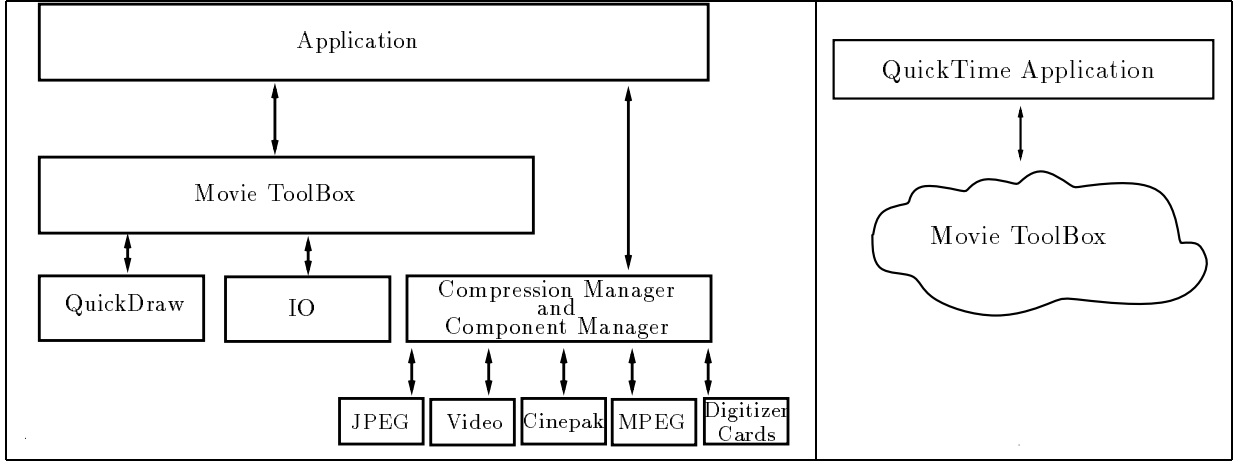 Application
Movie ToolBox
QuickDraw
IO
Compression Manager
and
Component Manager
JPEG
Video
Cinepak
MPEG
Digitizer
Cards
QuickTime Application
Movie ToolBox